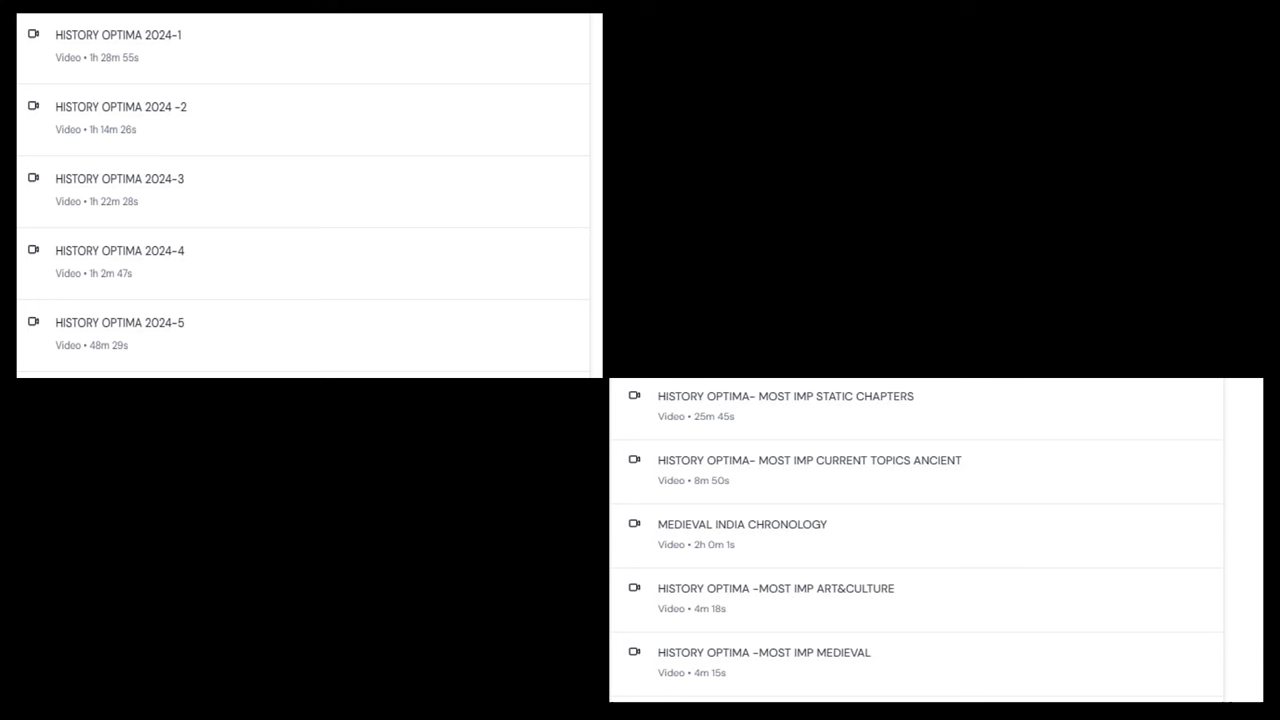 HISTORY OPTIMA 2024-1
Video • 1h 28m 55s
HISTORY OPTIMA 2024 -2
Video • 1h 14m 26s
HISTORY OPTIMA 2024-3
Video • 1h 22m 28s
HISTORY OPTIMA 2024-4
Video • 1h 2m 47s
HISTORY OPTIMA 2024-5
Video • 48m 29s
HISTORY OPTIMA- MOST IMP STATIC CHAPTERS
Video • 25m 45s
HISTORY OPTIMA- MOST IMP CURRENT TOPICS ANCIENT
Video • 8m 50s
MEDIEVAL INDIA CHRONOLOGY
Video • 2h 0m 1s
HISTORY OPTIMA -MOST IMP ART&CULTURE
Video • 4m 18s
HISTORY OPTIMA -MOST IMP MEDIEVAL
Video • 4m 15s